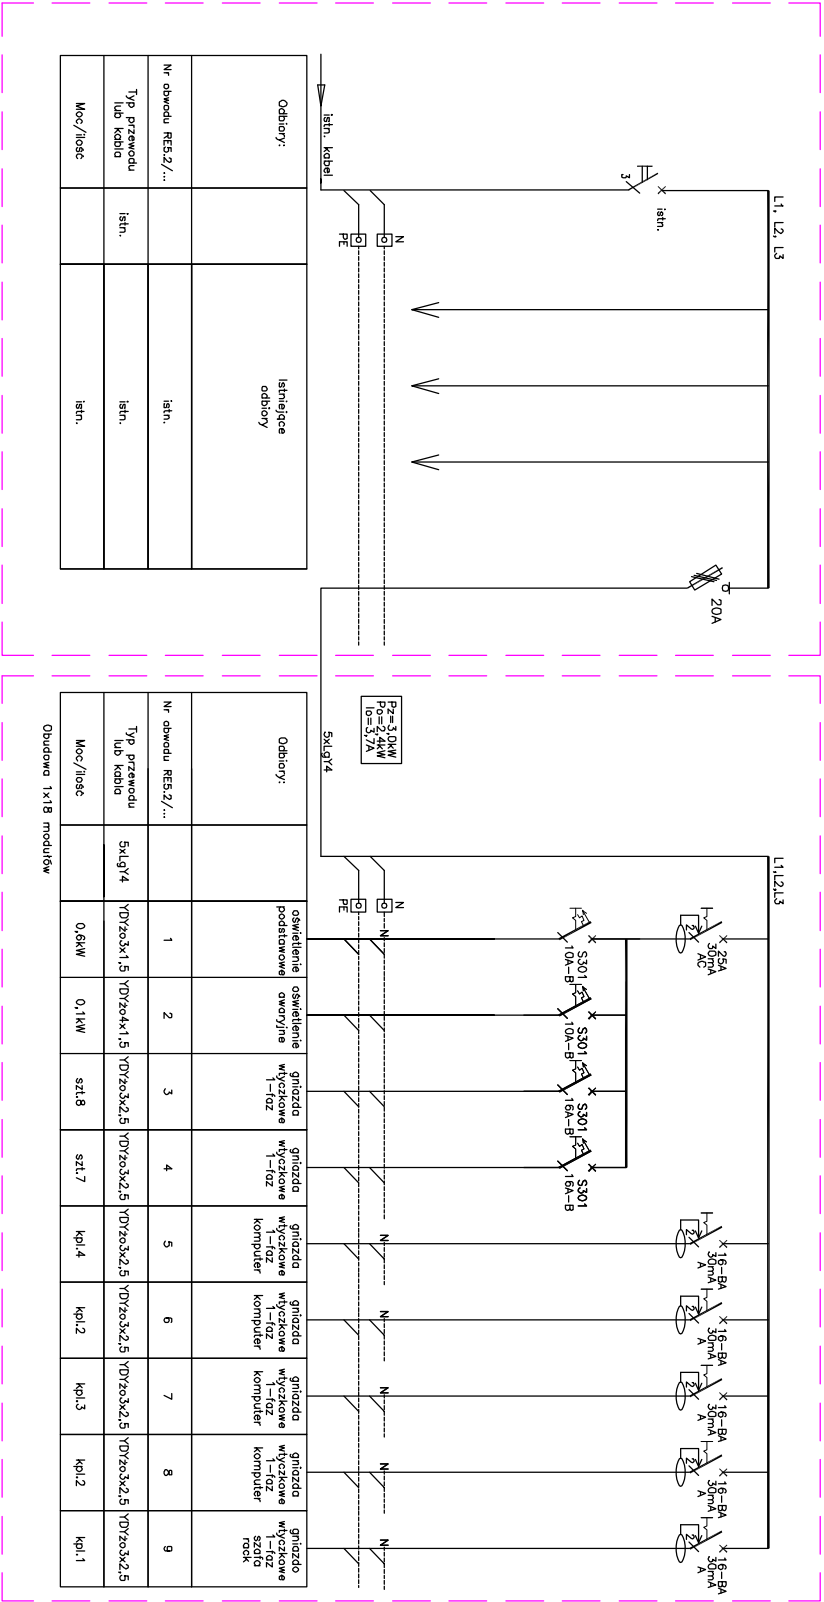 L1, L2, L3
istn.
3
20A
istn. kabel
N
PE
Odbiory:
Istniejące
odbiory
Nr obwodu RE5.2/...
istn.
Typ przewodu
lub kabla
istn.
istn.
Moc/ilość
istn.
L1,L2,L3
25A
30mA
AC
2
16-BA
30mA
A
2
16-BA
30mA
A
2
16-BA
30mA
A
2
16-BA
30mA
A
2
16-BA
30mA
A
2
S301
10A-B
S301
10A-B
S301
16A-B
S301
16A-B
Pz=3,0kW
Po=2,4kW
Io=3,7A
5xLgY4
N
PE
N
N
N
N
N
N
Odbiory:
oświetlenie
podstawowe
oświetlenie
awaryjne
gniazda
wtyczkowe
1-faz
gniazda
wtyczkowe
1-faz
gniazda
wtyczkowe
1-faz
komputer
gniazda
wtyczkowe
1-faz
komputer
gniazda
wtyczkowe
1-faz
komputer
gniazda
wtyczkowe
1-faz
komputer
gniazdo
wtyczkowe
1-faz
szafa
rack
Nr obwodu RE5.2/...
1
2
3
4
5
6
7
8
9
Typ przewodu
lub kabla
5xLgY4
YDYżo3x1,5
YDYżo4x1,5
YDYżo3x2,5
YDYżo3x2,5
YDYżo3x2,5
YDYżo3x2,5
YDYżo3x2,5
YDYżo3x2,5
YDYżo3x2,5
Moc/ilość
0,6kW
0,1kW
szt.8
szt.7
kpl.4
kpl.2
kpl.3
kpl.2
kpl.1
Obudowa 1x18 modułów